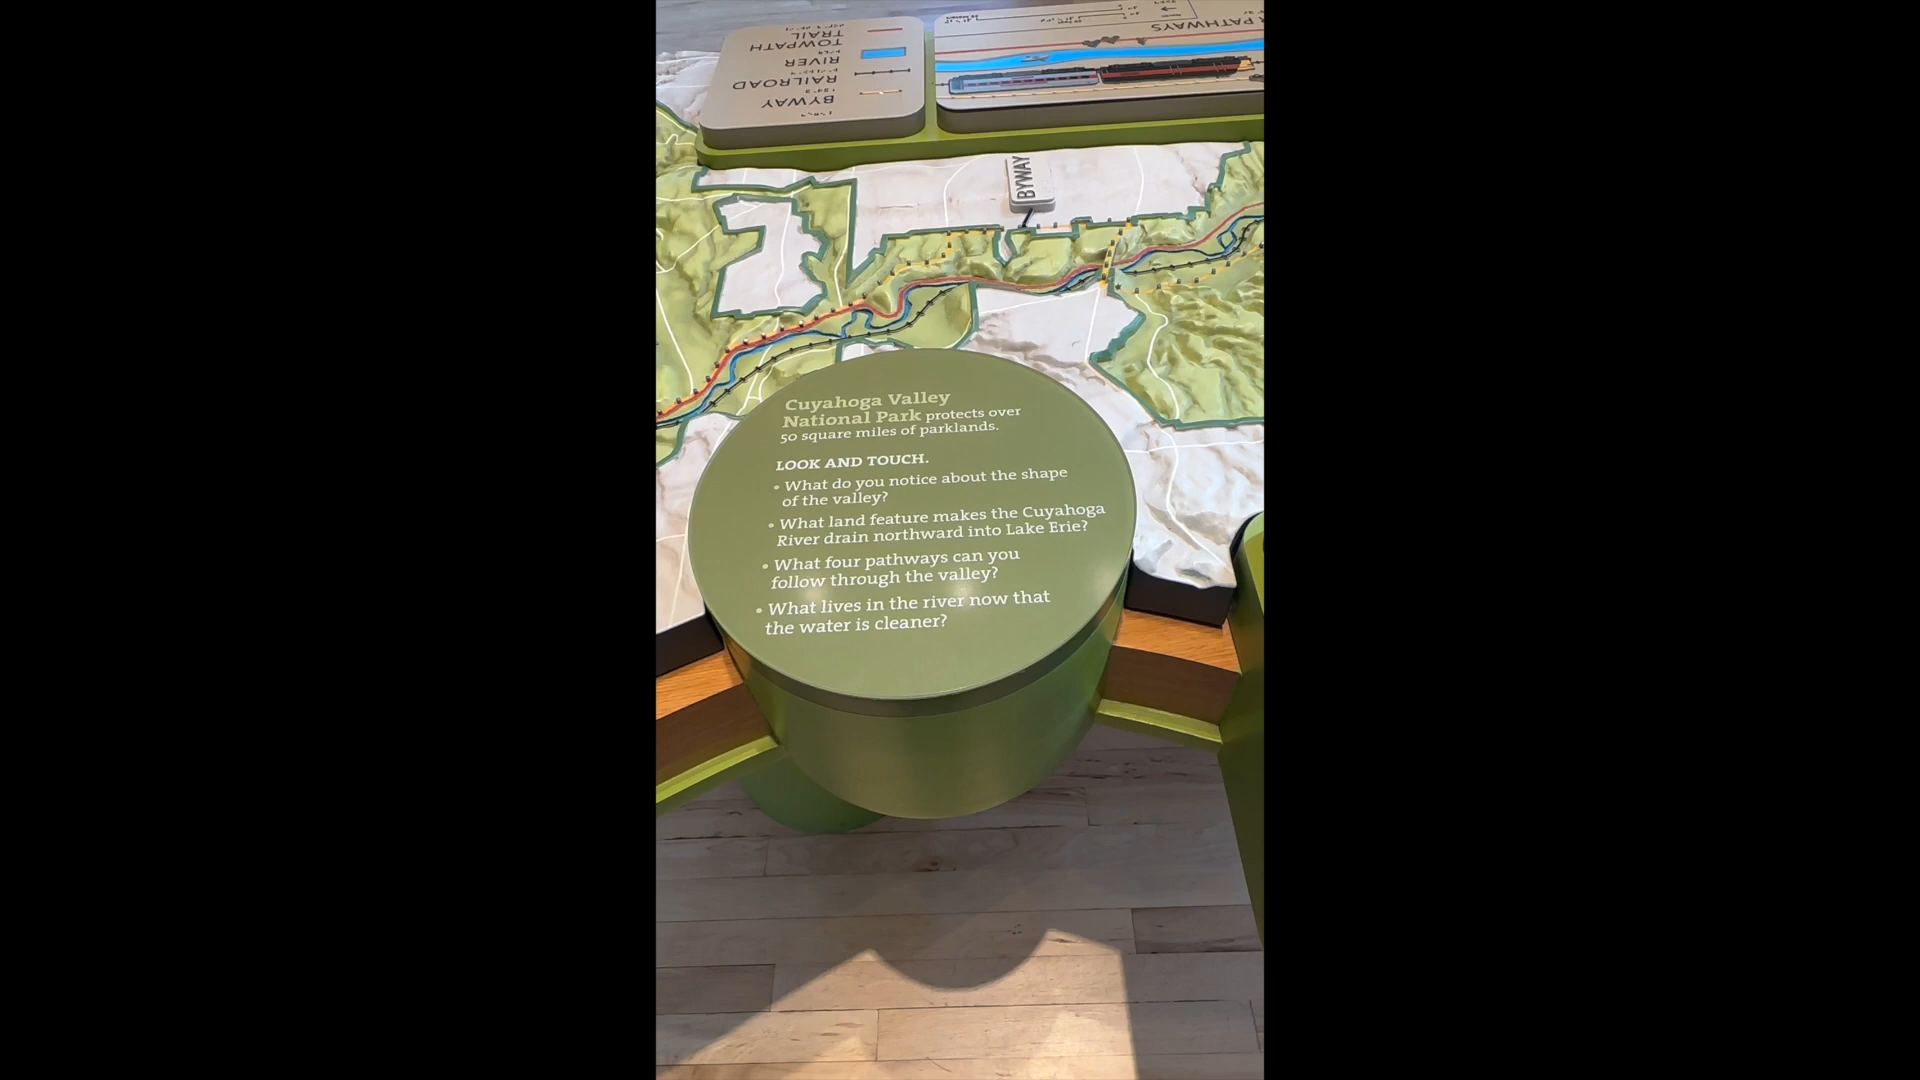 TOWPATH
TRAIL
RIVER
RAILROAD
BYWAY
PATHWAYS
BYWAY
Cuyahoga Valley
National Park protects over
50 square miles of parklands.
LOOK AND TOUCH.
• What do you notice about the shape
of the valley?
• What land feature makes the Cuyahoga
River drain northward into Lake Erie?
• What four pathways can you
follow through the valley?
• What lives in the river now that
the water is cleaner?